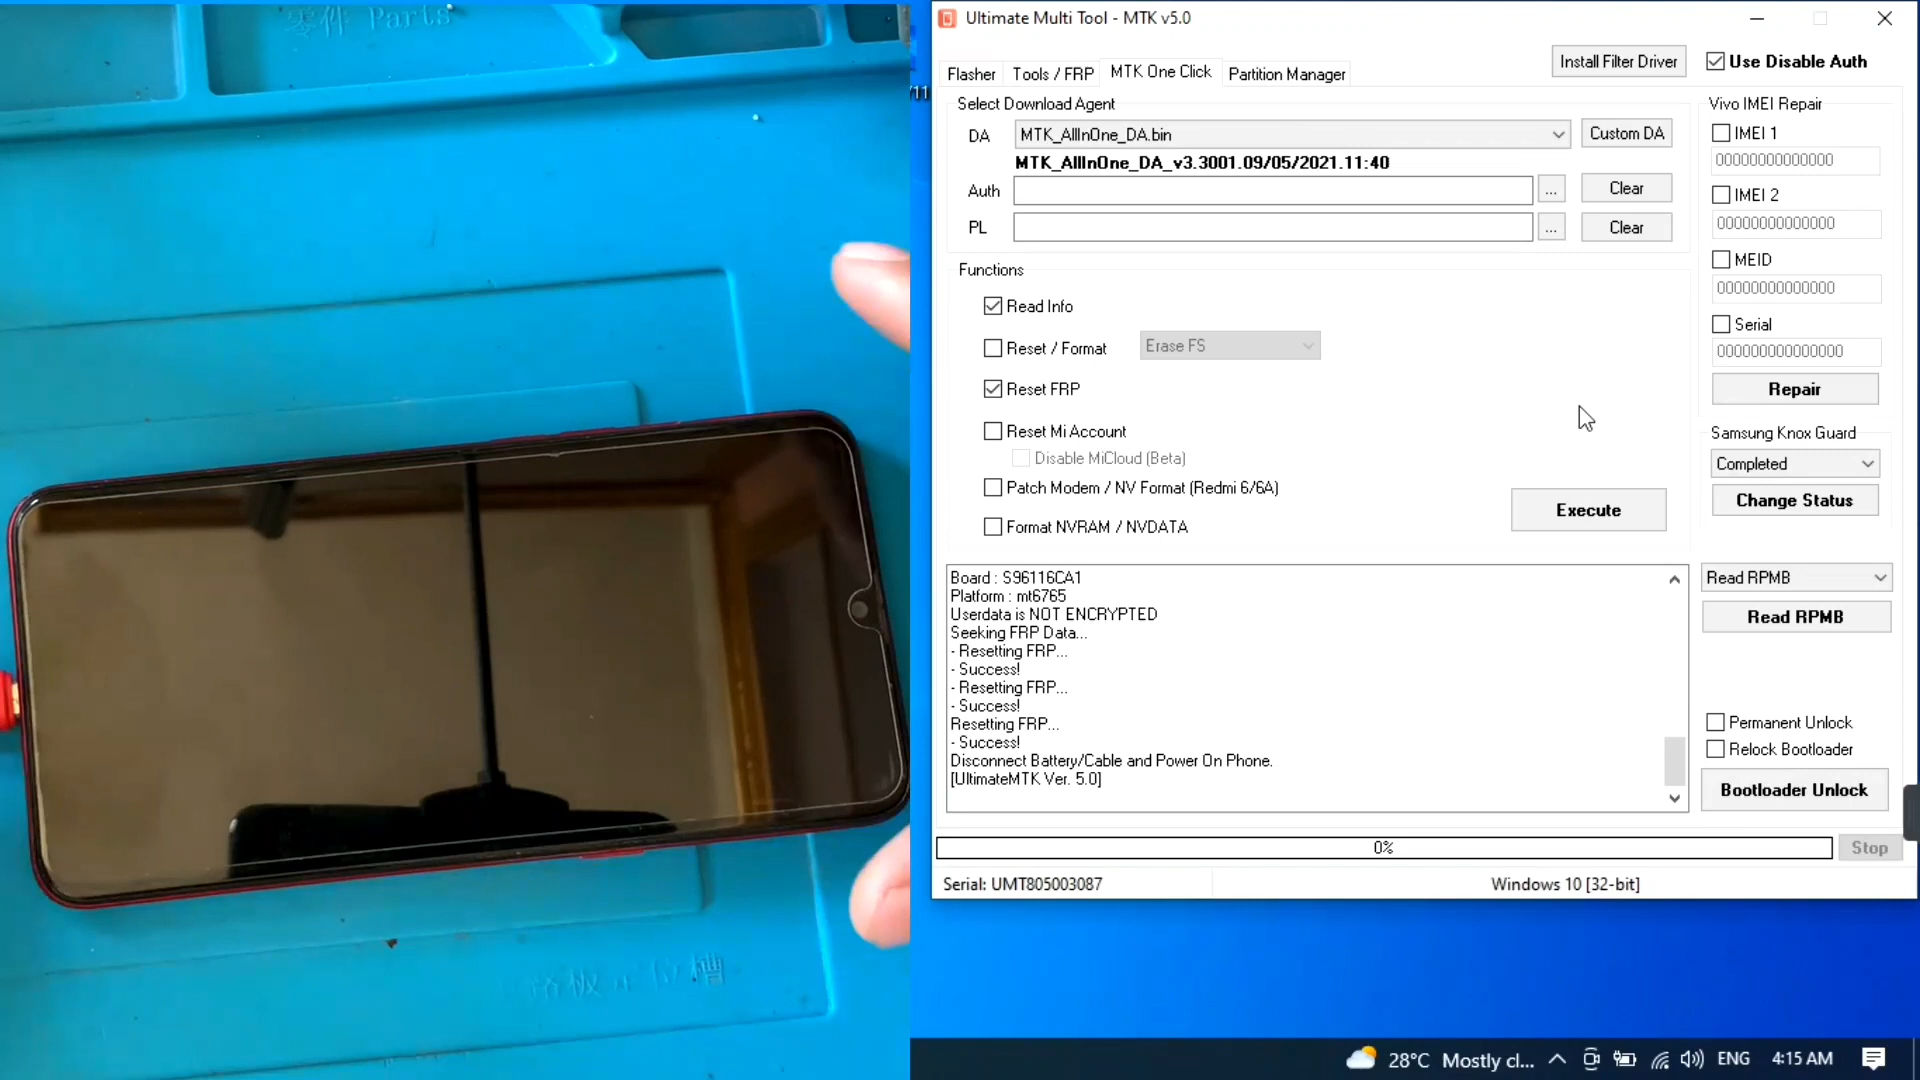 零件 Parts
Ultimate Multi Tool - MTK v5.0
Install Filter Driver
Use Disable Auth
Flasher
Tools / FRP
MTK One Click
Partition Manager
Select Download Agent
DA
MTK_AllInOne_DA.bin
Custom DA
MTK_AllInOne_DA_v3.3001.09/05/2021.11:40
Auth
...
Clear
PL
...
Clear
Functions
Read Info
Reset / Format
Erase FS
Reset FRP
Reset Mi Account
Disable MiCloud (Beta)
Patch Modem / NV Format (Redmi 6/6A)
Format NVRAM / NVDATA
Execute
Vivo IMEI Repair
IMEI 1
00000000000000
IMEI 2
00000000000000
MEID
00000000000000
Serial
000000000000000
Repair
Samsung Knox Guard
Completed
Change Status
Board : S96116CA1
Platform : mt6765
Userdata is NOT ENCRYPTED
Seeking FRP Data...
- Resetting FRP...
- Success!
- Resetting FRP...
- Success!
Resetting FRP...
- Success!
Disconnect Battery/Cable and Power On Phone.
[UltimateMTK Ver. 5.0]
Read RPMB
Read RPMB
Permanent Unlock
Relock Bootloader
Bootloader Unlock
0%
Stop
Serial: UMT805003087
Windows 10 [32-bit]
28°C Mostly cl...
ENG
4:15 AM